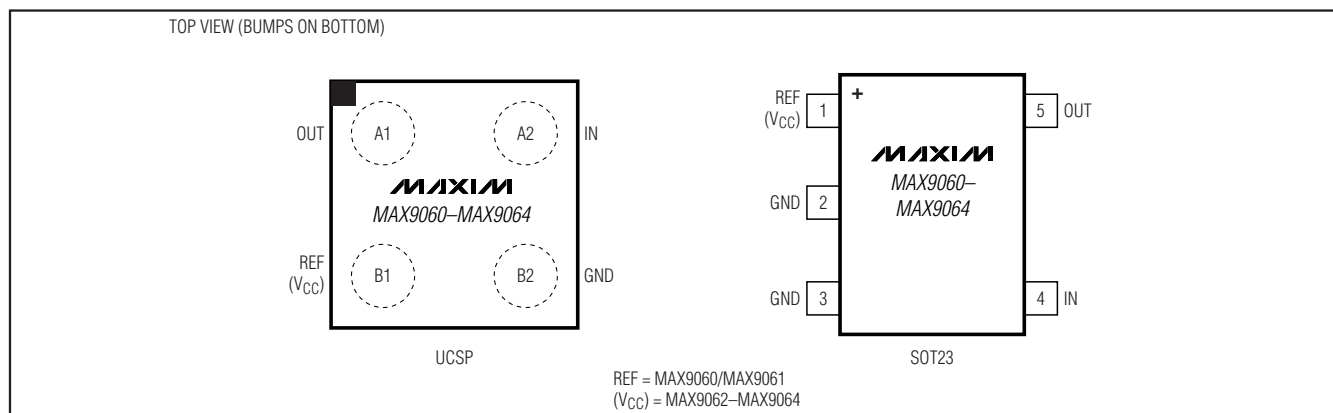 TOP VIEW (BUMPS ON BOTTOM)
OUT
A1
A2
IN
MAXIM
MAX9060–MAX9064
REF
(VCC)
B1
B2
GND
UCSP
REF
(VCC)
1
+
5
OUT
MAXIM
MAX9060–
MAX9064
GND
2
GND
3
4
IN
SOT23
REF = MAX9060/MAX9061
(VCC) = MAX9062–MAX9064